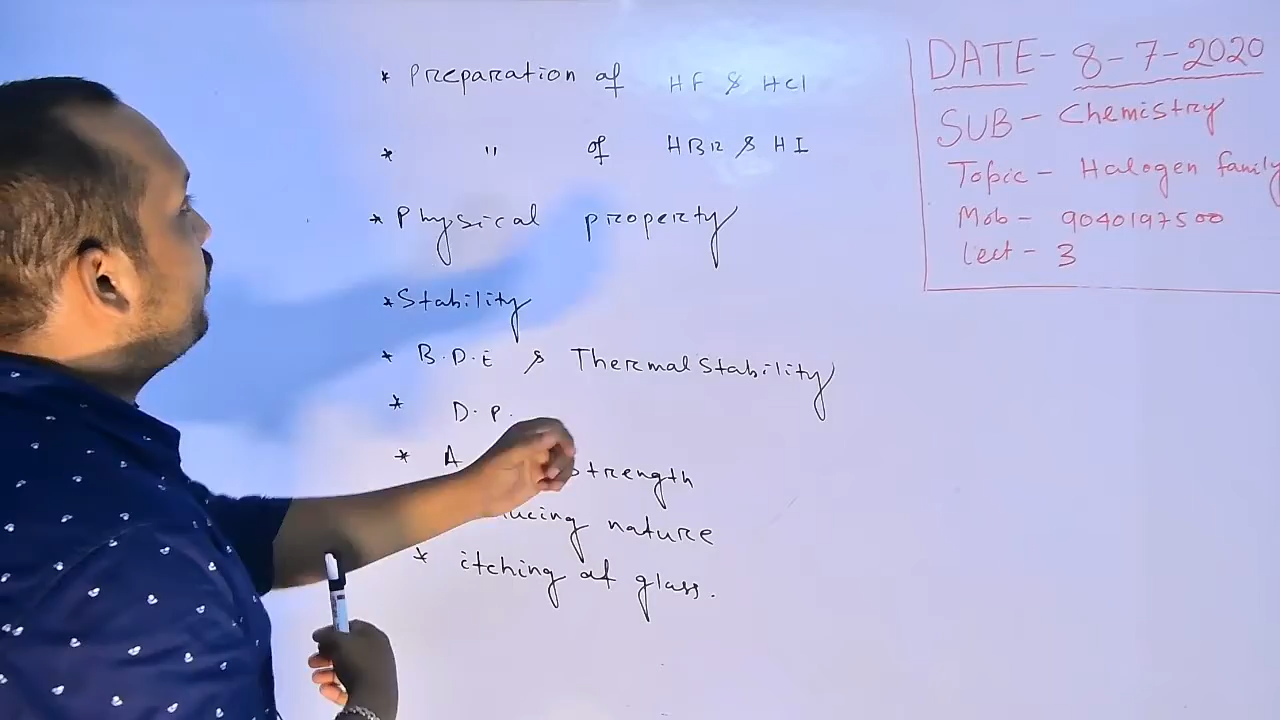 * Preparation of HF & HCl
* " of HBr & HI
* Physical property
* Stability
* B.D.E & Thermal Stability
* D.P.
* A strength
ucing nature
* itching of glass.
DATE- 8-7-2020
SUB- Chemistry
Topic - Halogen family
Mob - 9040197500
lect - 3